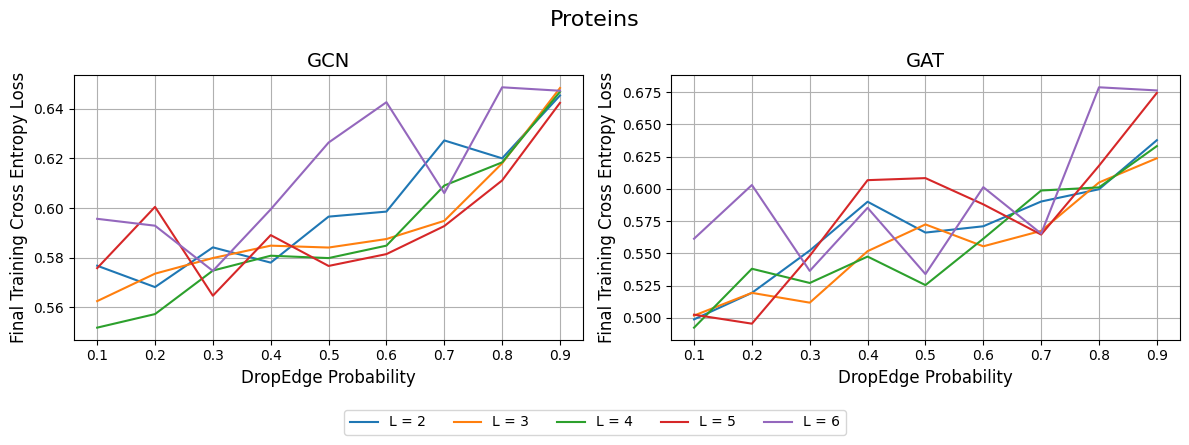 Proteins
GCN
Final Training Cross Entropy Loss
0.64
0.62
0.60
0.58
0.56
0.1 0.2 0.3 0.4 0.5 0.6 0.7 0.8 0.9
DropEdge Probability
GAT
Final Training Cross Entropy Loss
0.675
0.650
0.625
0.600
0.575
0.550
0.525
0.500
0.1 0.2 0.3 0.4 0.5 0.6 0.7 0.8 0.9
DropEdge Probability
L = 2 L = 3 L = 4 L = 5 L = 6